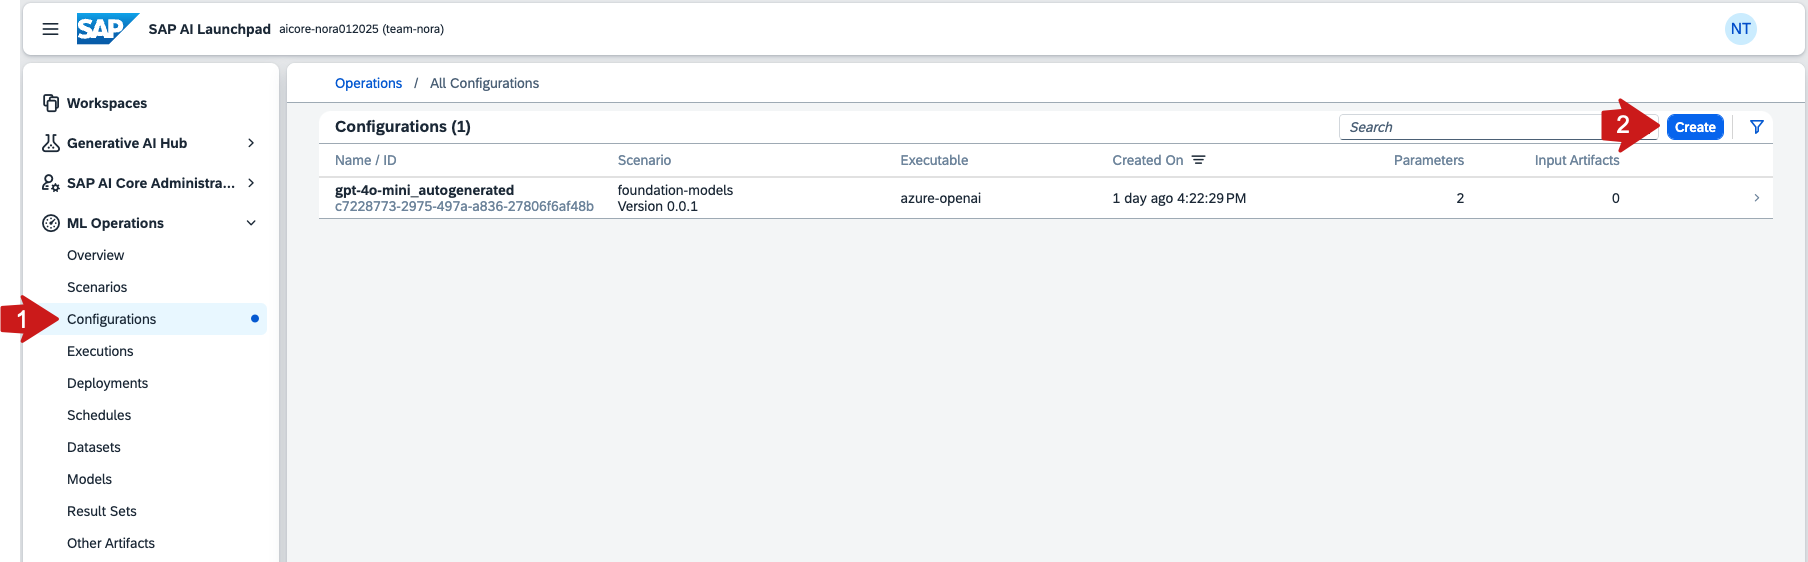 SAP SAP AI Launchpad aicore-nora012025 (team-nora) NT
Workspaces
Generative AI Hub
SAP AI Core Administra...
ML Operations
Overview
Scenarios
1 Configurations
Executions
Deployments
Schedules
Datasets
Models
Result Sets
Other Artifacts
Operations / All Configurations
Configurations (1) Search 2 Create
Name / ID Scenario Executable Created On Parameters Input Artifacts
gpt-4o-mini_autogenerated foundation-models azure-openai 1 day ago 4:22:29 PM 2 0
c7228773-2975-497a-a836-27806f6af48b Version 0.0.1